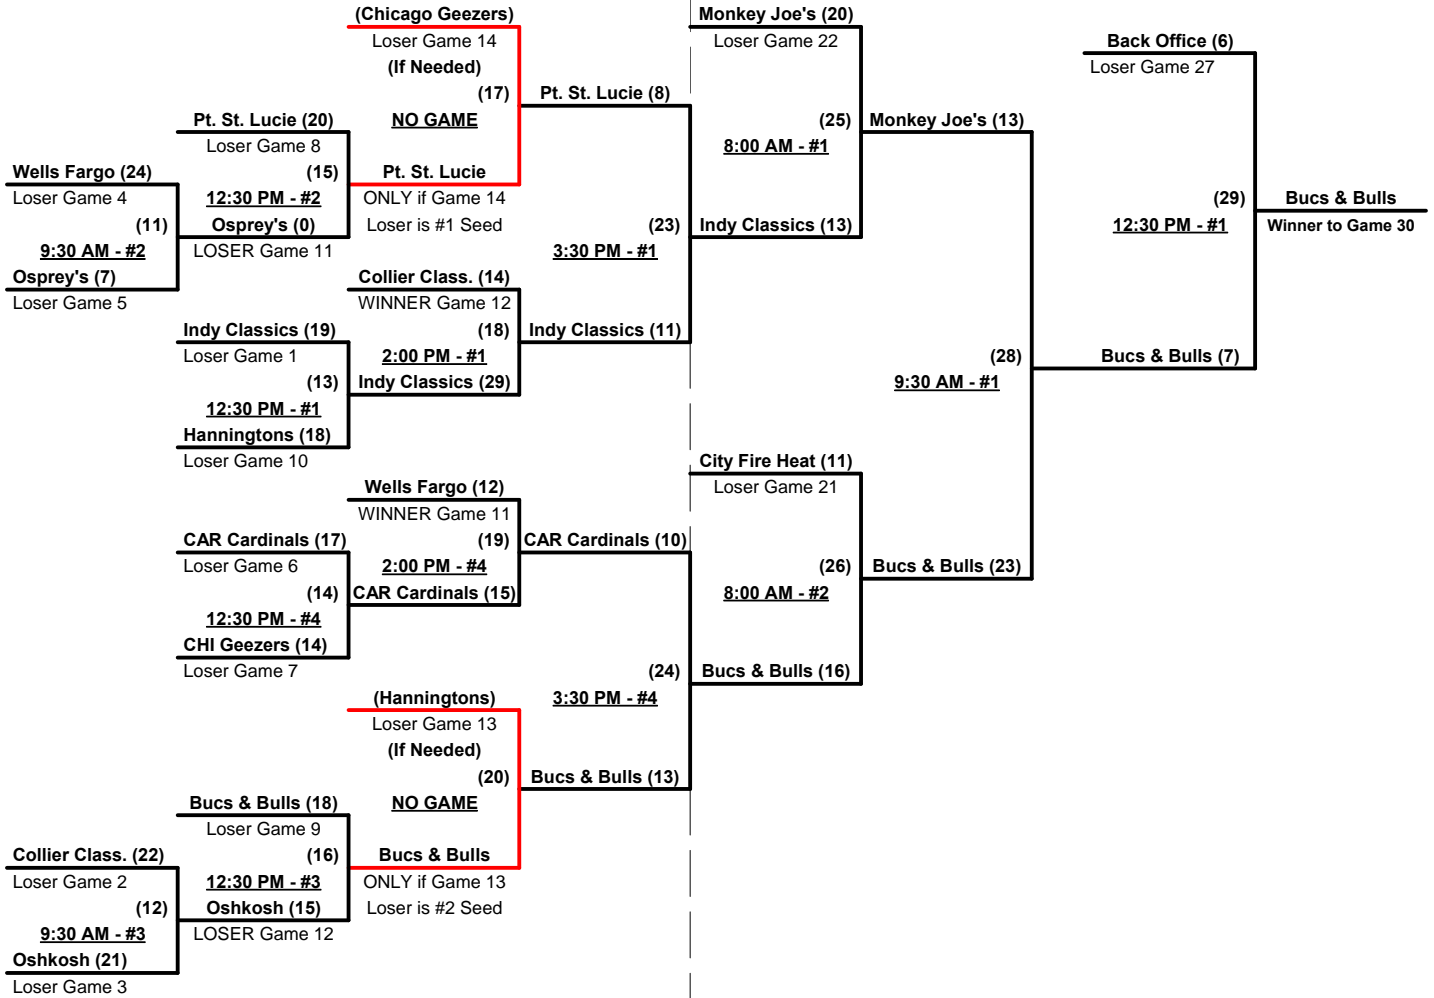 (Chicago Geezers)
Loser Game 14
(If Needed)
(17)
NO GAME
Pt. St. Lucie
ONLY if Game 14
Loser is #1 Seed
Pt. St. Lucie (20)
Loser Game 8
(15)
12:30 PM - #2
Osprey's (0)
LOSER Game 11
Wells Fargo (24)
Loser Game 4
(11)
9:30 AM - #2
Osprey's (7)
Loser Game 5
Pt. St. Lucie (8)
(23)
3:30 PM - #1
Collier Class. (14)
WINNER Game 12
(18)
2:00 PM - #1
Indy Classics (29)
Indy Classics (11)
Indy Classics (19)
Loser Game 1
(13)
12:30 PM - #1
Hanningtons (18)
Loser Game 10
Monkey Joe's (20)
Loser Game 22
(25)
8:00 AM - #1
Indy Classics (13)
Monkey Joe's (13)
Back Office (6)
Loser Game 27
(29)
12:30 PM - #1
Bucs & Bulls
Winner to Game 30
(28)
9:30 AM - #1
Bucs & Bulls (7)
Wells Fargo (12)
WINNER Game 11
(19)
2:00 PM - #4
CAR Cardinals (15)
CAR Cardinals (10)
CAR Cardinals (17)
Loser Game 6
(14)
12:30 PM - #4
CHI Geezers (14)
Loser Game 7
City Fire Heat (11)
Loser Game 21
(26)
8:00 AM - #2
Bucs & Bulls (16)
Bucs & Bulls (23)
(24)
3:30 PM - #4
(Hanningtons)
Loser Game 13
(If Needed)
(20)
NO GAME
Bucs & Bulls
ONLY if Game 13
Loser is #2 Seed
Bucs & Bulls (13)
Bucs & Bulls (18)
Loser Game 9
(16)
12:30 PM - #3
Oshkosh (15)
LOSER Game 12
Collier Class. (22)
Loser Game 2
(12)
9:30 AM - #3
Oshkosh (21)
Loser Game 3